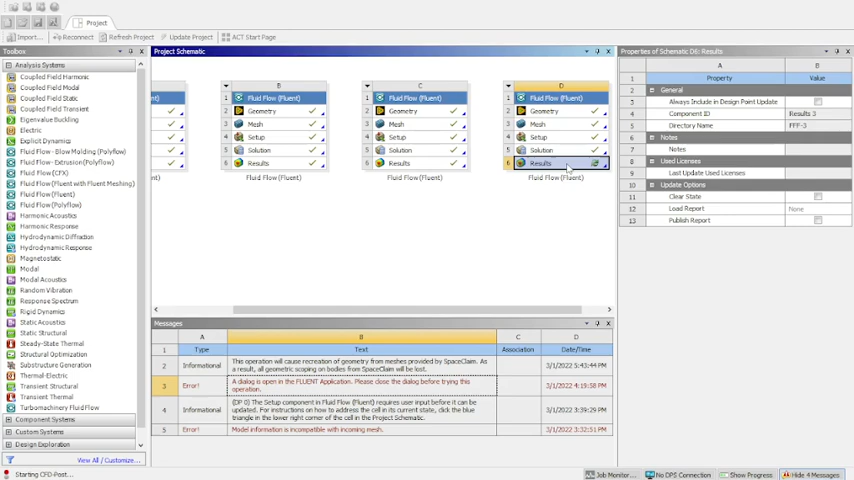 Project
Import... Reconnect Refresh Project Update Project ACT Start Page
Toolbox
Analysis Systems
Coupled Field Harmonic
Coupled Field Modal
Coupled Field Static
Coupled Field Transient
Eigenvalue Buckling
Electric
Explicit Dynamics
Fluid Flow - Blow Molding (Polyflow)
Fluid Flow - Extrusion (Polyflow)
Fluid Flow (CFX)
Fluid Flow (Fluent with Fluent Meshing)
Fluid Flow (Fluent)
Fluid Flow (Polyflow)
Harmonic Acoustics
Harmonic Response
Hydrodynamic Diffraction
Hydrodynamic Response
Magnetostatic
Modal
Modal Acoustics
Random Vibration
Response Spectrum
Rigid Dynamics
Static Acoustics
Static Structural
Steady-State Thermal
Structural Optimization
Substructure Generation
Thermal-Electric
Transient Structural
Transient Thermal
Turbomachinery Fluid Flow
Component Systems
Custom Systems
Design Exploration
View All / Customize...
Project Schematic
B
1 Fluid Flow (Fluent)
2 Geometry
3 Mesh
4 Setup
5 Solution
6 Results
Fluid Flow (Fluent)
C
1 Fluid Flow (Fluent)
2 Geometry
3 Mesh
4 Setup
5 Solution
6 Results
Fluid Flow (Fluent)
D
1 Fluid Flow (Fluent)
2 Geometry
3 Mesh
4 Setup
5 Solution
6 Results
Fluid Flow (Fluent)
Messages
A B C D
1 Type Text Association Date/Time
2 Informational This operation will cause recreation of geometry from meshes provided by SpaceClaim. As
a result, all geometric scoping on bodies from SpaceClaim will be lost. 3/1/2022 5:43:44 PM
3 Error! A dialog is open in the FLUENT Application. Please close the dialog before trying this
operation. 3/1/2022 4:19:58 PM
4 Informational (DP 0) The Setup component in Fluid Flow (Fluent) requires user input before it can be
updated. For instructions on how to address the cell in its current state, click the blue
triangle in the lower right corner of the cell in the Project Schematic. 3/1/2022 3:39:29 PM
5 Error! Model information is incompatible with incoming mesh. 3/1/2022 3:32:51 PM
Properties of Schematic D6: Results
A B
1 Property Value
2 General
3 Always Include in Design Point Update
4 Component ID Results 3
5 Directory Name FFF-3
6 Notes
7 Notes
8 Used Licenses
9 Last Update Used Licenses
10 Update Options
11 Clear State
12 Load Report None
13 Publish Report
Starting CFD-Post... Job Monitor... No DPS Connection Show Progress Hide 4 Messages